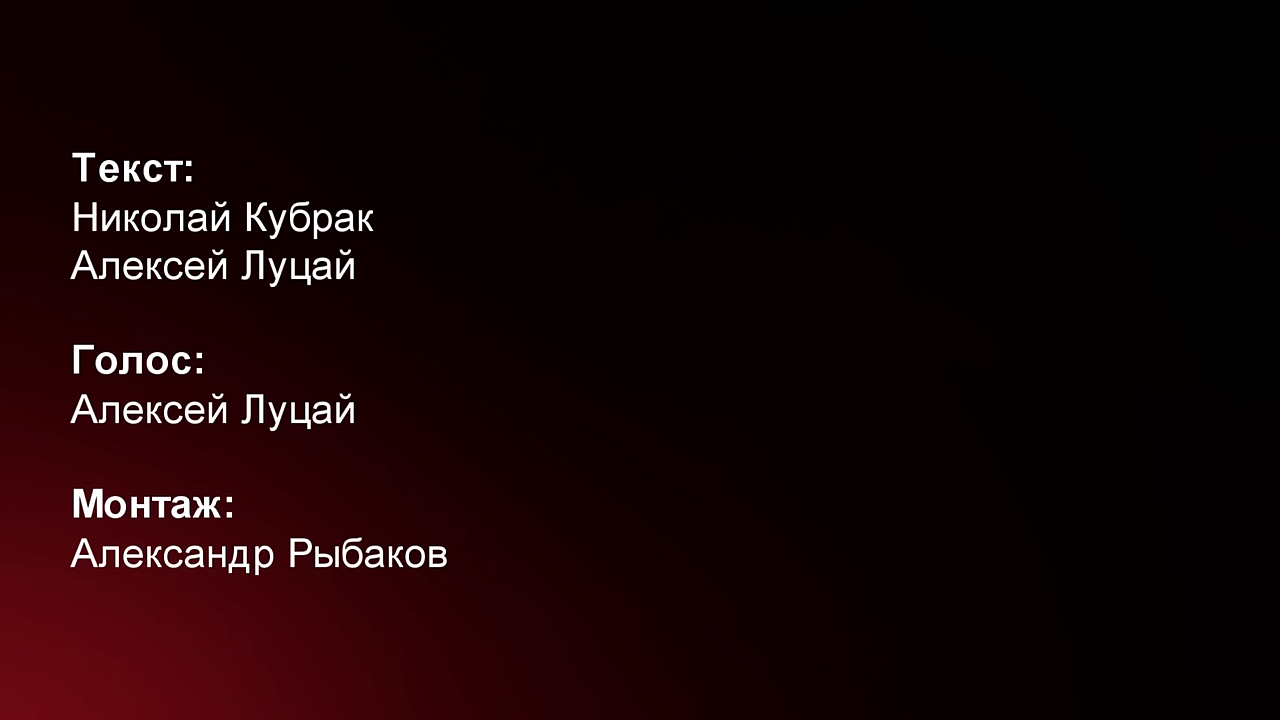 Текст:
Николай Кубрак
Алексей Луцай
Голос:
Алексей Луцай
Монтаж:
Александр Рыбаков